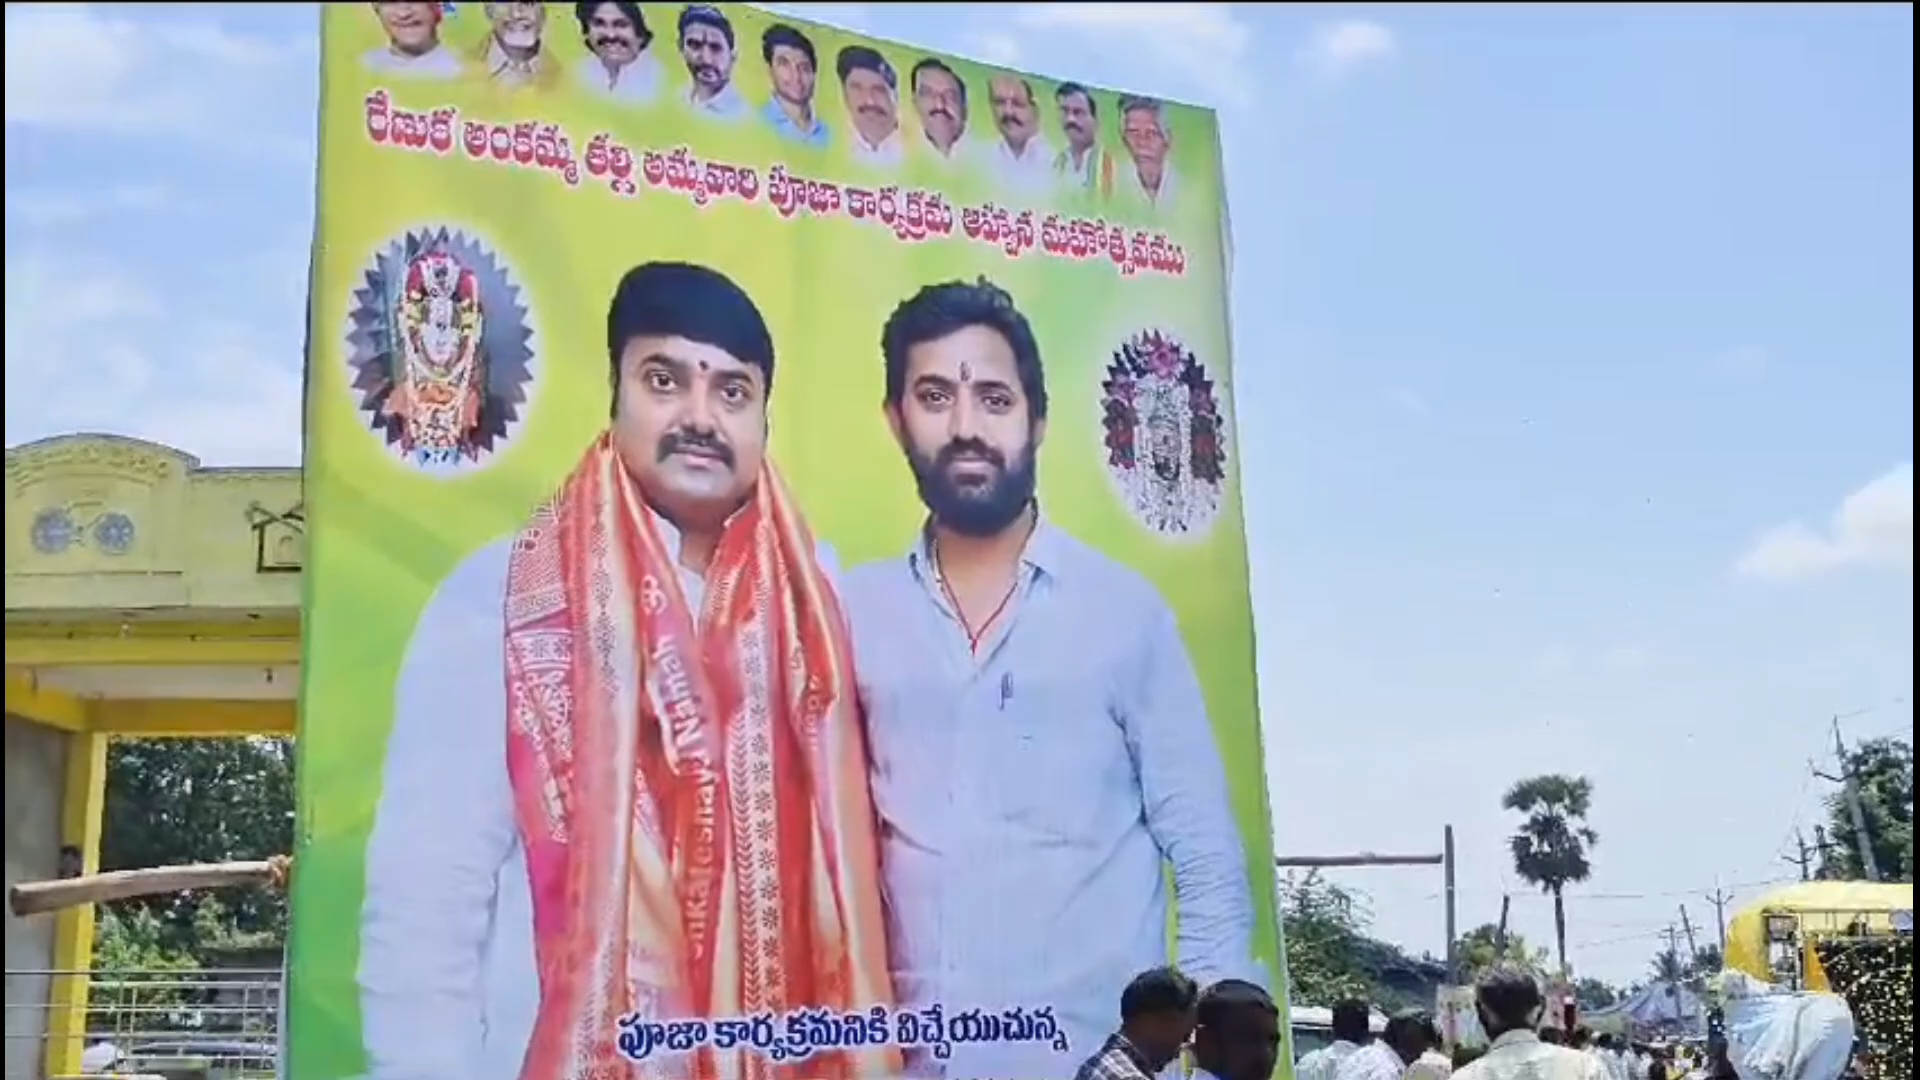 రేణుక అంకమ్మ తల్లి అమ్మవారి పూజా కార్యక్రమ ఆహ్వాన మహోత్సవము
పూజా కార్యక్రమనికి విచ్చేయుచున్న